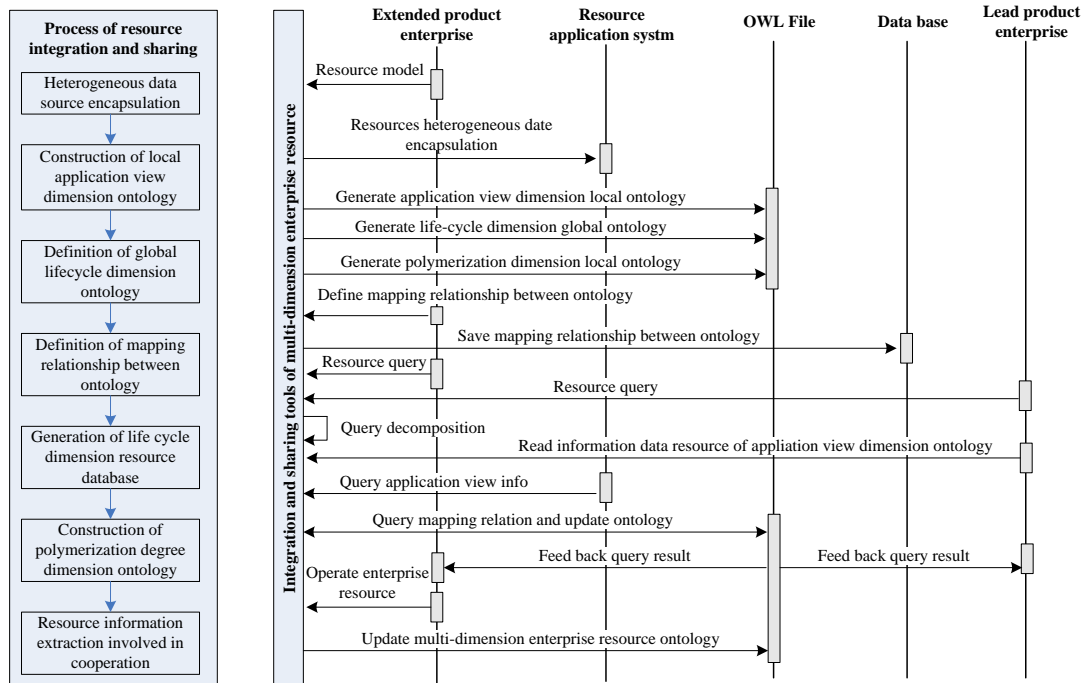 Process of resource
integration and sharing
Heterogeneous data
source encapsulation
Construction of local
application view
dimension ontology
Definition of global
lifecycle dimension
ontology
Definition of mapping
relationship between
ontology
Generation of life cycle
dimension resource
database
Construction of
polymerization degree
dimension ontology
Resource information
extraction involved in
cooperation
Integration and sharing tools of multi-dimension enterprise resource
Extended product
enterprise
Resource
application systm
OWL File
Data base
Lead product
enterprise
Resource model
Resources heterogeneous date
encapsulation
Generate application view dimension local ontology
Generate life-cycle dimension global ontology
Generate polymerization dimension local ontology
Define mapping relationship between ontology
Save mapping relationship between ontology
Resource query
Resource query
Query decomposition
Read information data resource of appliation view dimension ontology
Query application view info
Query mapping relation and update ontology
Feed back query result
Feed back query result
Operate enterprise
resource
Update multi-dimension enterprise resource ontology